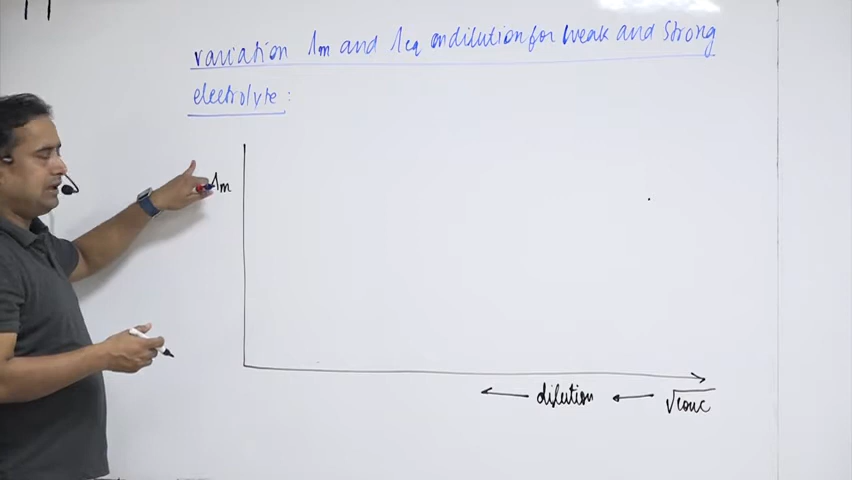 variation Λm and Λeq on dilution for weak and strong
electrolyte:
Λm
← dilution ← √conc